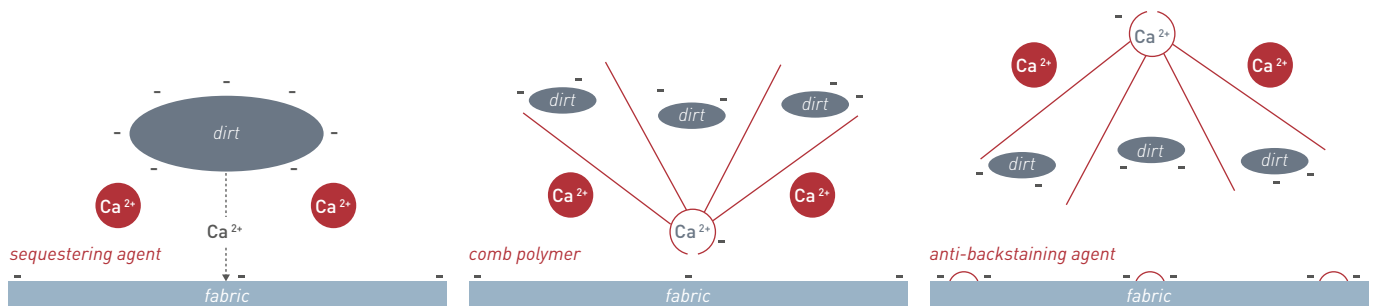 dirt
Ca 2+
Ca 2+
Ca 2+
sequestering agent
fabric
dirt
dirt
dirt
Ca 2+
Ca 2+
Ca 2+
comb polymer
fabric
Ca 2+
Ca 2+
Ca 2+
dirt
dirt
dirt
anti-backstaining agent
fabric